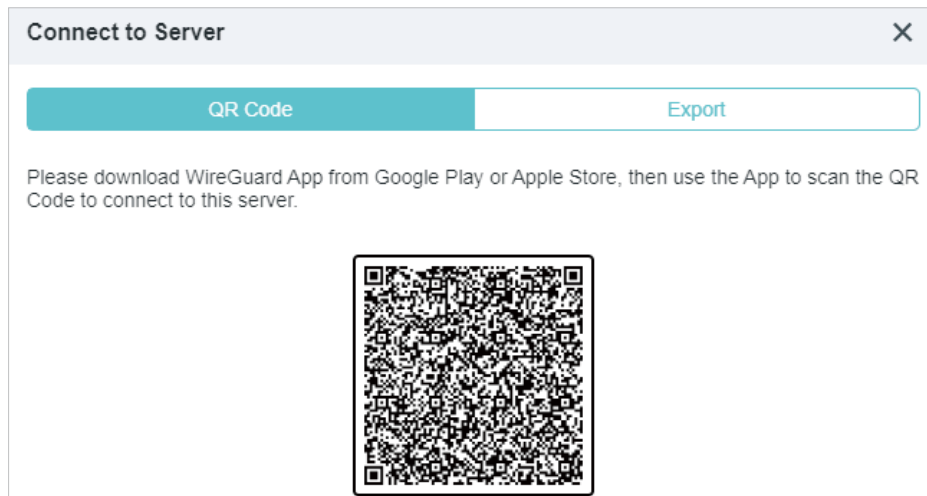 Connect to Server
QR Code
Export
Please download WireGuard App from Google Play or Apple Store, then use the App to scan the QR
Code to connect to this server.